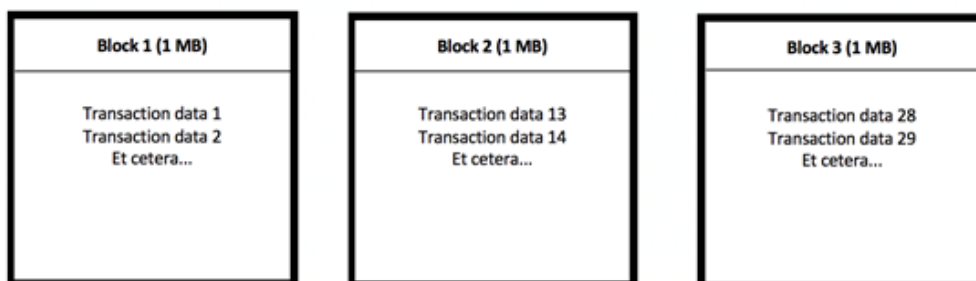 Block 1 (1 MB)
Transaction data 1
Transaction data 2
Et cetera...
Block 2 (1 MB)
Transaction data 13
Transaction data 14
Et cetera...
Block 3 (1 MB)
Transaction data 28
Transaction data 29
Et cetera...